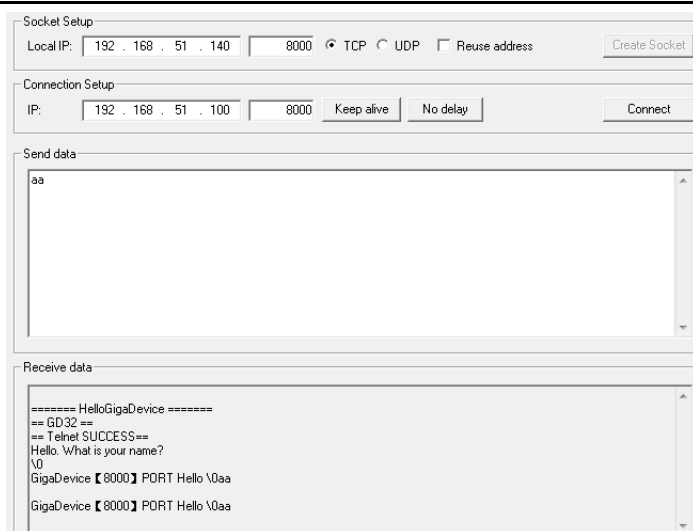 Socket Setup
Local IP: 192 . 168 . 51 . 140 8000 TCP UDP Reuse address Create Socket
Connection Setup
IP: 192 . 168 . 51 . 100 8000 Keep alive No delay Connect
Send data
aa
Receive data
======= HelloGigaDevice =======
== GD32 ==
== Telnet SUCCESS==
Hello. What is your name?
\0
GigaDevice【8000】PORT Hello \0aa
GigaDevice【8000】PORT Hello \0aa